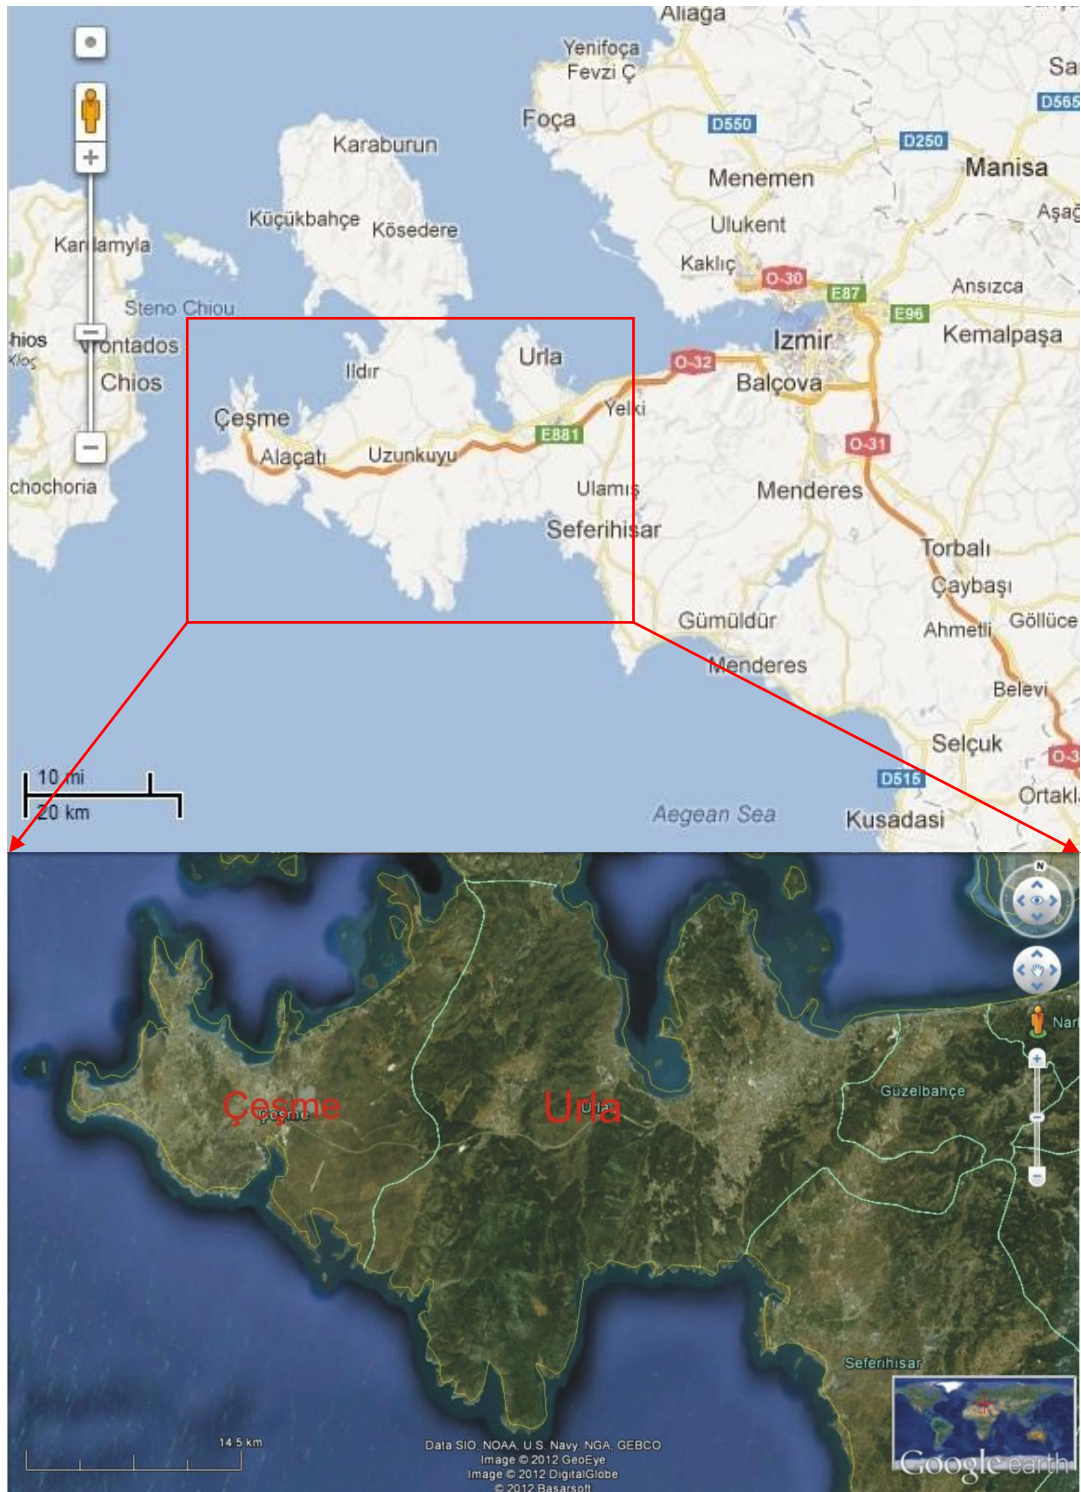 Aliağa
Yenifoça
Fevzi Ç
Sa
D565
Foça
D550
D250
Karaburun
Manisa
Menemen
Küçükbahçe
Kösedere
Ulukent
Aşağ
Kardamyla
Kaklıç
O-30
E87
Ansızca
Steno Chiou
E96
hios
Vrontados
Izmir
Kemalpaşa
Chios
Ildır
Urla
O-32
Balçova
Çeşme
Yelki
E881
O-31
Alaçatı
Uzunkuyu
chochoria
Ulamış
Menderes
Seferihisar
Torbalı
Çaybaşı
Gümüldür
Ahmetli
Göllüce
Menderes
Belevi
Selçuk
O-3
10 mi
D515
Ortakl
20 km
Aegean Sea
Kusadasi
N
Narl
Güzelbahçe
Çeşme
Çeşme
Urla
Urla
Seferihisar
14.5 km
Data SIO, NOAA, U.S. Navy, NGA, GEBCO
Image © 2012 GeoEye
Image © 2012 DigitalGlobe
© 2012 Basarsoft
Google earth